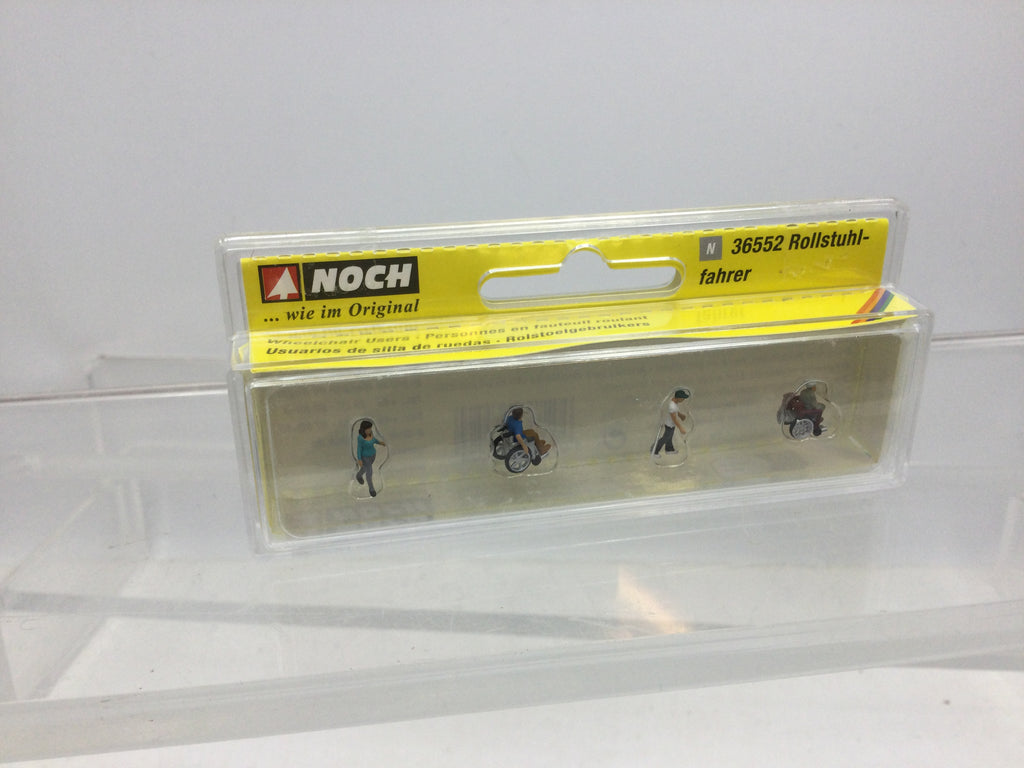 NOCH
... wie im Original
N 36552 Rollstuhl-
fahrer
Wheelchair Users · Personnes en fauteuil roulant
Usuarios de silla de ruedas · Rolstoelgebruikers